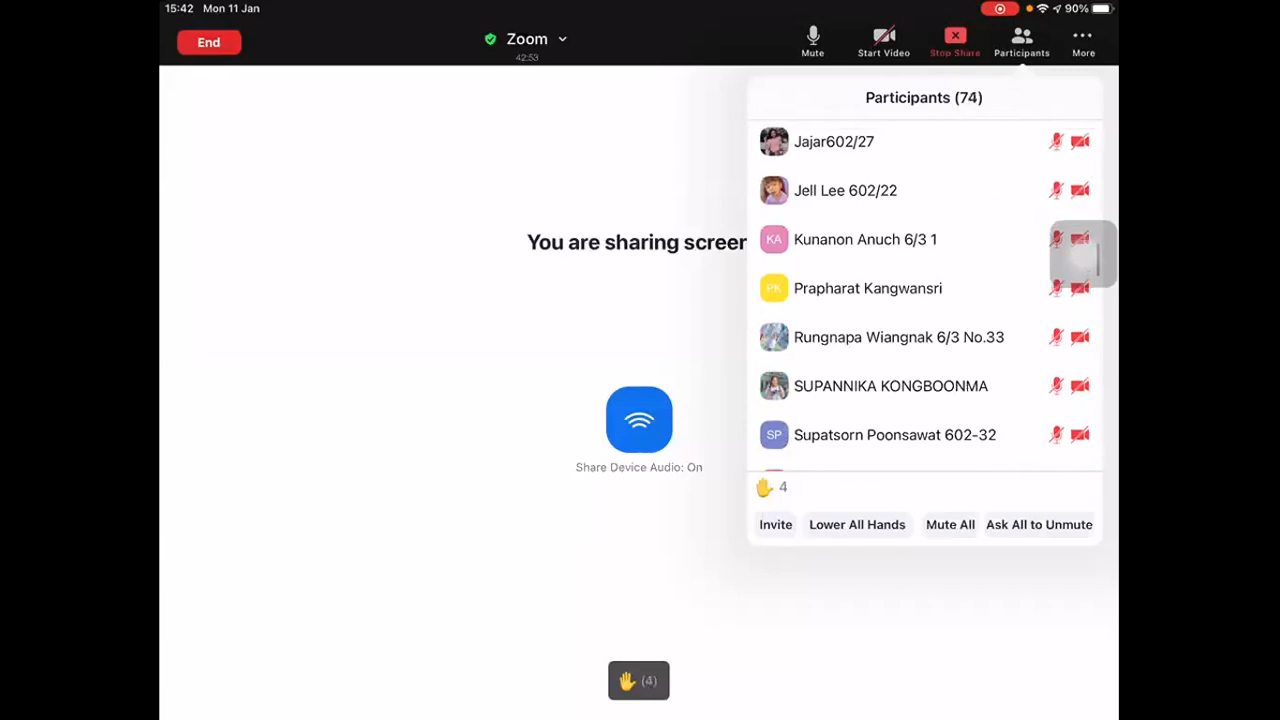 15:42 Mon 11 Jan
90%
End
Zoom
42:53
Mute
Start Video
Stop Share
Participants
More
Participants (74)
Jajar602/27
Jell Lee 602/22
KA Kunanon Anuch 6/3 1
PK Prapharat Kangwansri
Rungnapa Wiangnak 6/3 No.33
SUPANNIKA KONGBOONMA
SP Supatsorn Poonsawat 602-32
4
Invite
Lower All Hands
Mute All
Ask All to Unmute
You are sharing screen
Share Device Audio: On
(4)